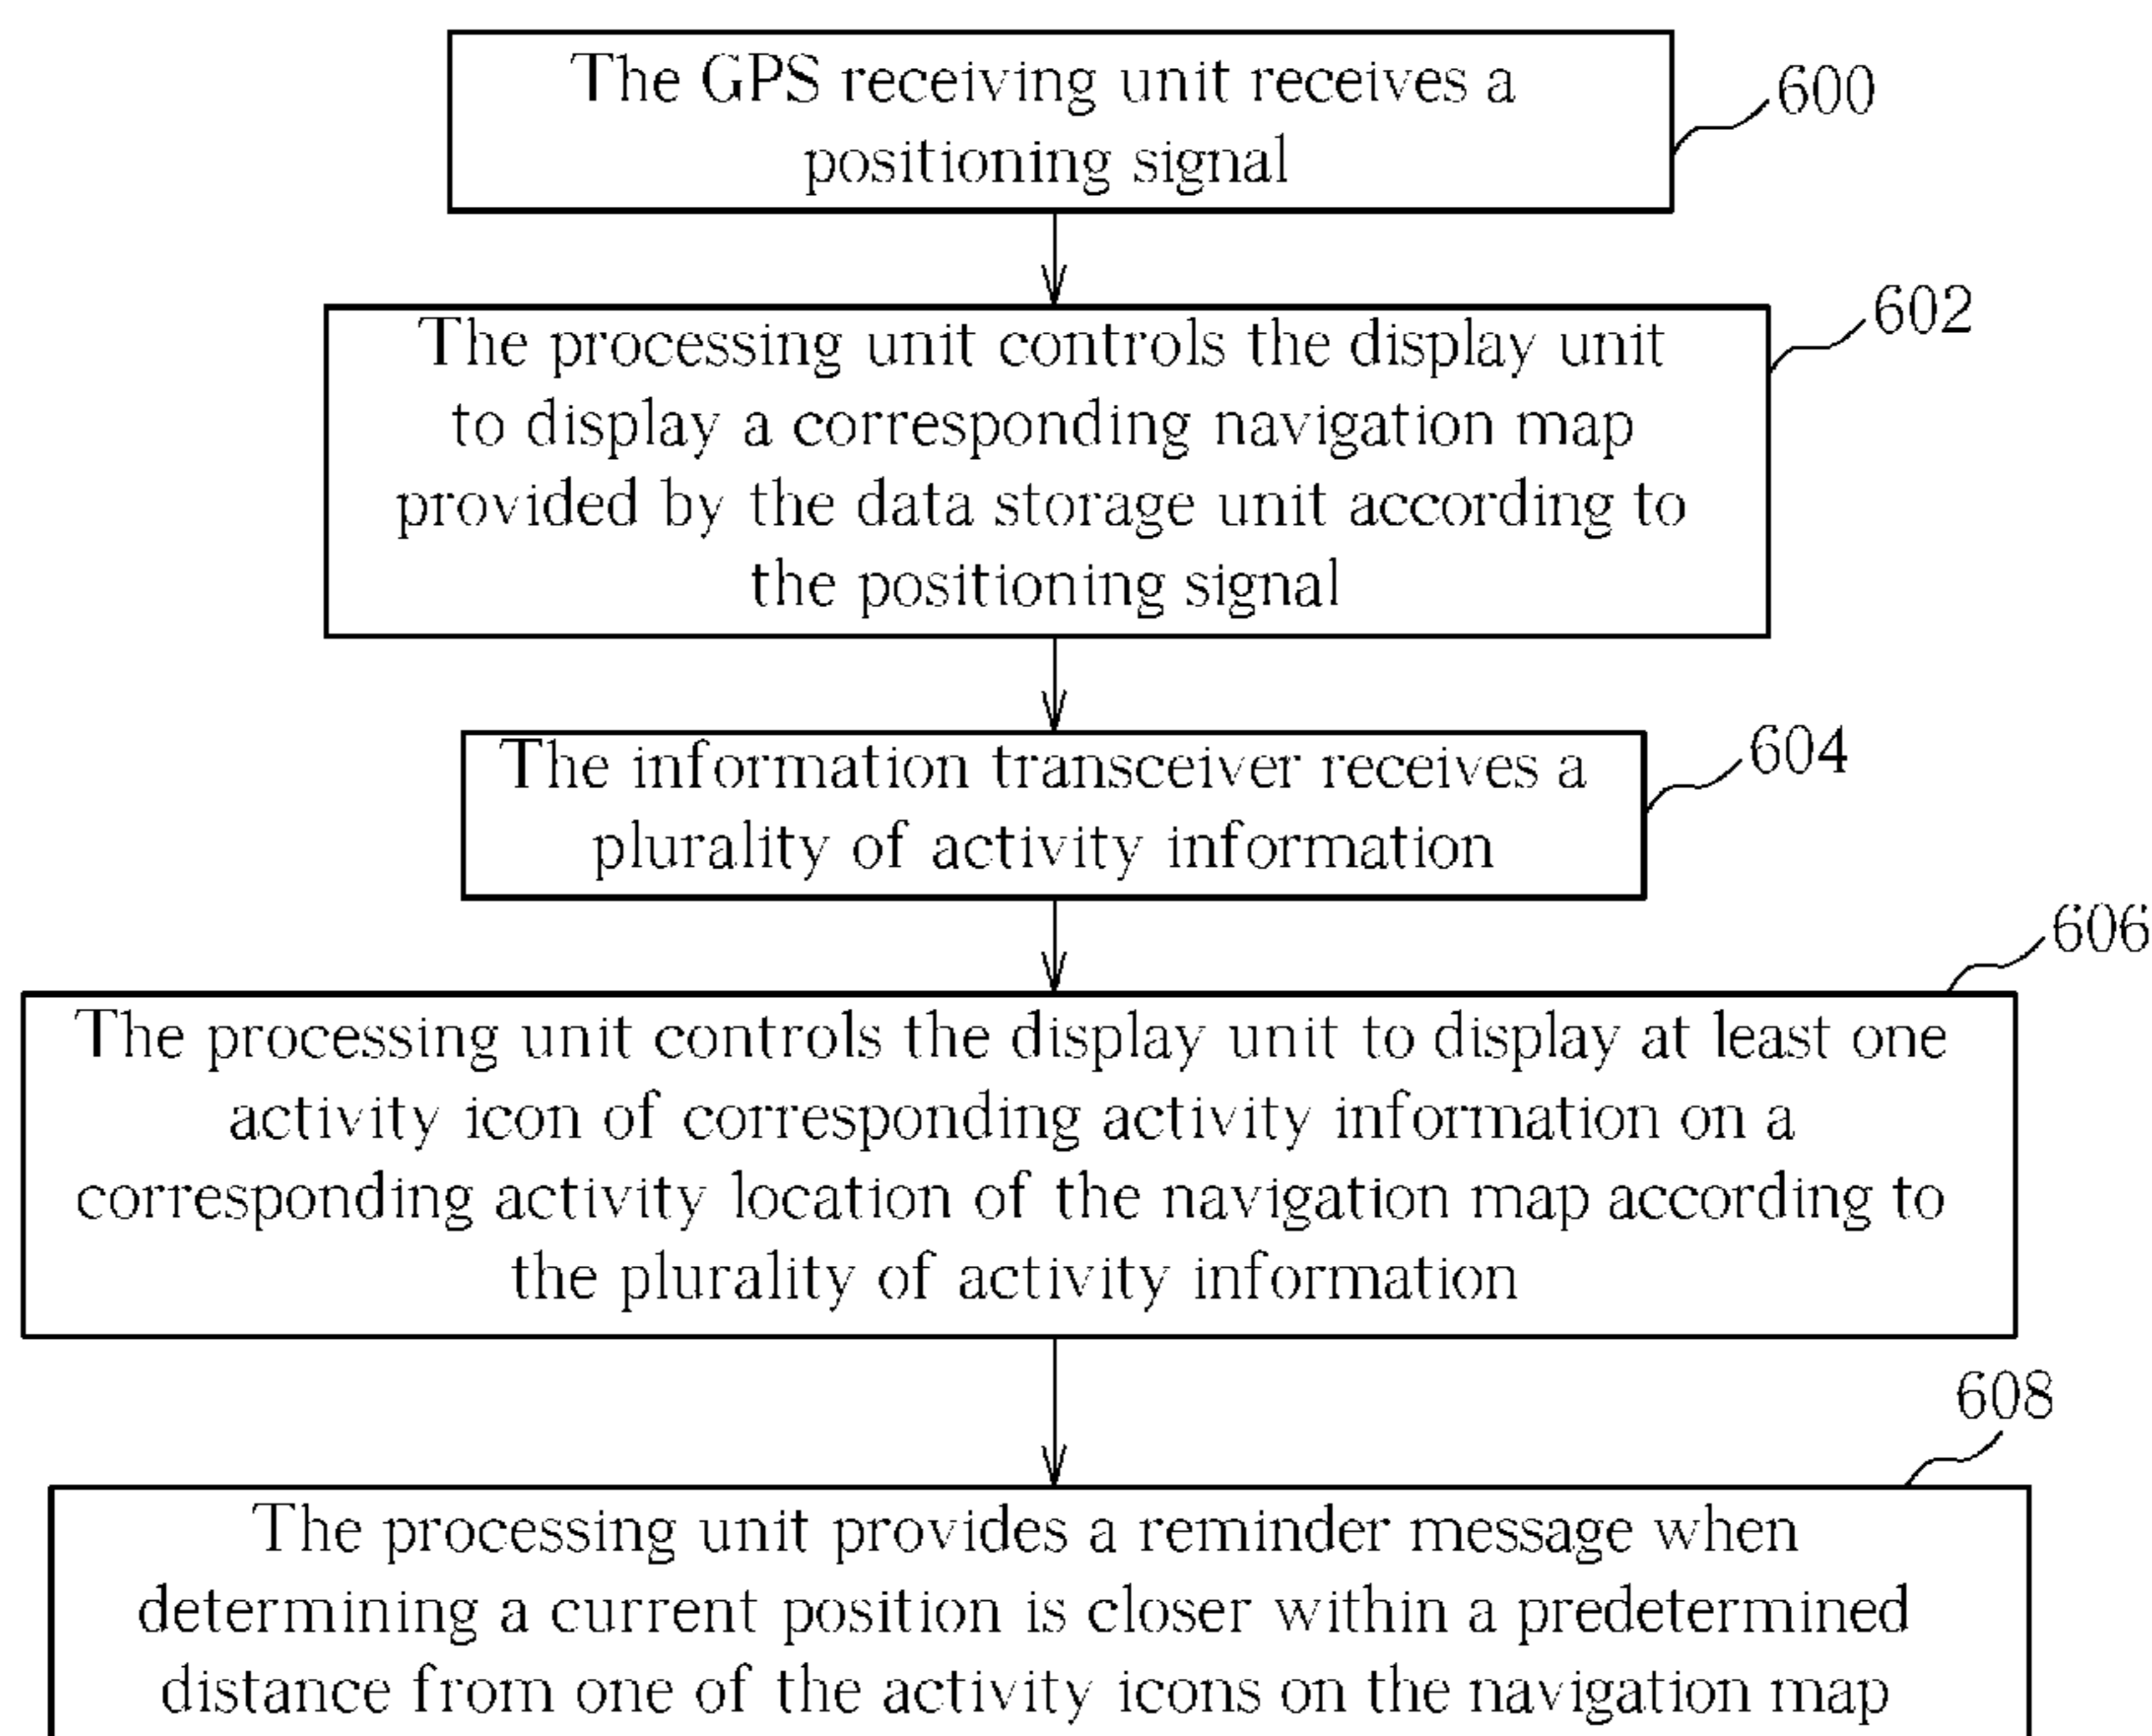 The GPS receiving unit receives a
positioning signal
600
The processing unit controls the display unit
to display a corresponding navigation map
provided by the data storage unit according to
the positioning signal
602
The information transceiver receives a
plurality of activity information
604
The processing unit controls the display unit to display at least one
activity icon of corresponding activity information on a
corresponding activity location of the navigation map according to
the plurality of activity information
606
The processing unit provides a reminder message when
determining a current position is closer within a predetermined
distance from one of the activity icons on the navigation map
608